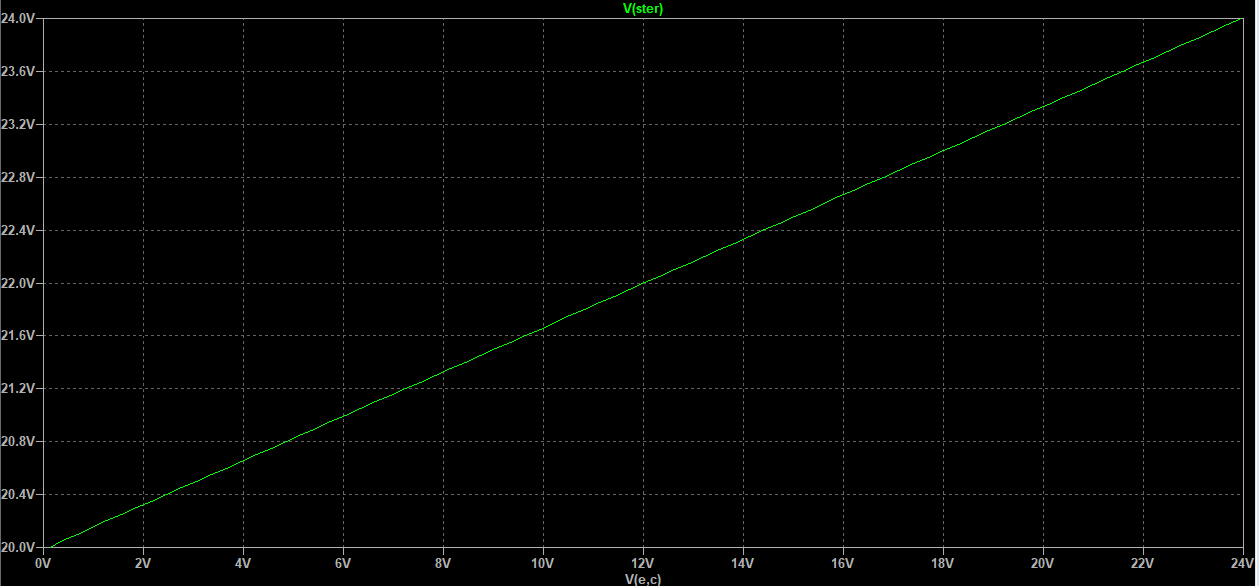 V(ster)
24.0V
23.6V
23.2V
22.8V
22.4V
22.0V
21.6V
21.2V
20.8V
20.4V
20.0V
0V 2V 4V 6V 8V 10V 12V 14V 16V 18V 20V 22V 24V
V(e,c)